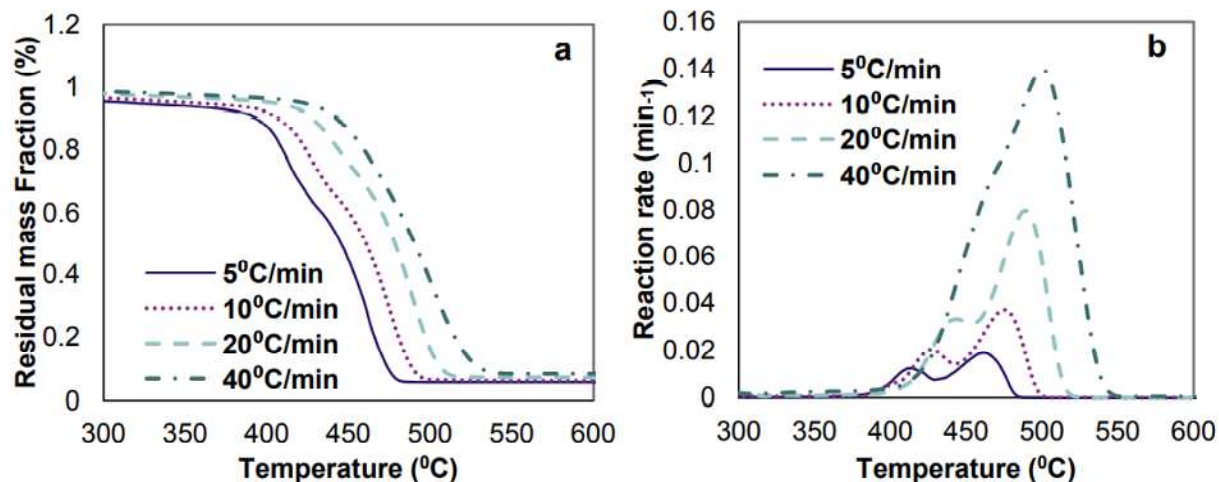 a
Residual mass Fraction (%)
1.2
1
0.8
0.6
0.4
0.2
0
5⁰C/min
10⁰C/min
20⁰C/min
40⁰C/min
300 350 400 450 500 550 600
Temperature (⁰C)
b
Reaction rate (min-1)
0.16
0.14
0.12
0.1
0.08
0.06
0.04
0.02
0
5⁰C/min
10⁰C/min
20⁰C/min
40⁰C/min
300 350 400 450 500 550 600
Temperature (⁰C)